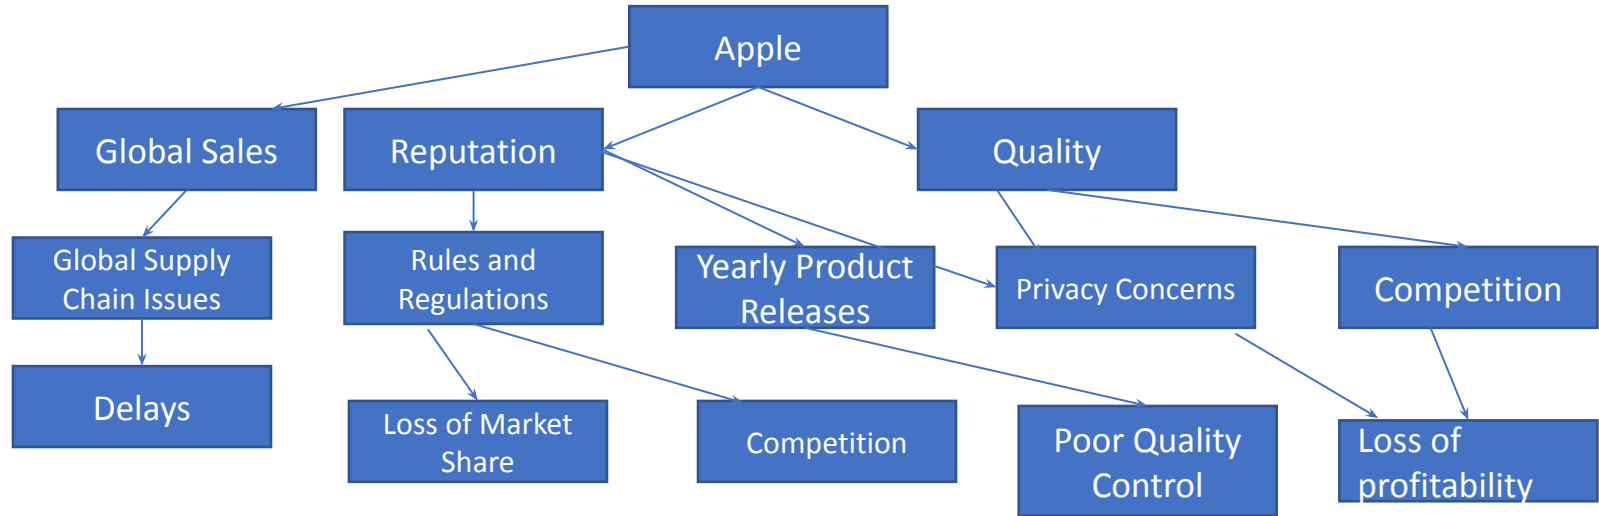 Apple
Global Sales
Reputation
Quality
Global Supply
Chain Issues
Rules and
Regulations
Yearly Product
Releases
Privacy Concerns
Competition
Delays
Loss of Market
Share
Competition
Poor Quality
Control
Loss of
profitability